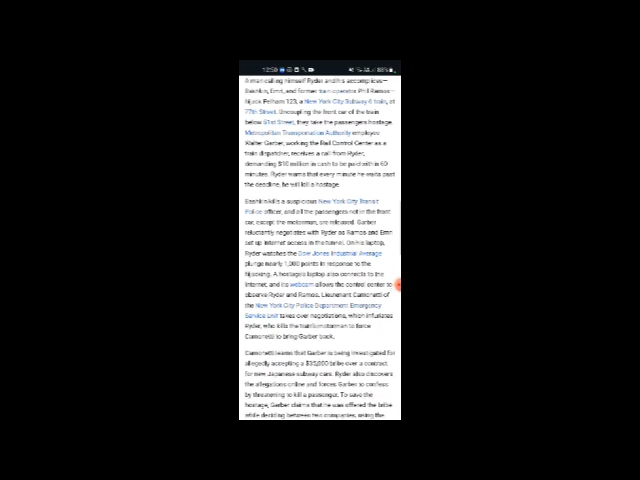 12:59
88%
A man calling himself Ryder and his accomplices—
Bashkin, Emri, and former train operator Phil Ramos—
hijack Pelham 123, a New York City Subway 6 train, at
77th Street. Uncoupling the front car of the train
below 51st Street, they take the passengers hostage.
Metropolitan Transportation Authority employee
Walter Garber, working the Rail Control Center as a
train dispatcher, receives a call from Ryder,
demanding $10 million in cash to be paid within 60
minutes. Ryder warns that every minute he waits past
the deadline, he will kill a hostage.
Bashkin kills a suspicious New York City Transit
Police officer, and all the passengers not in the front
car, except the motorman, are released. Garber
reluctantly negotiates with Ryder as Ramos and Emri
set up Internet access in the tunnel. On his laptop,
Ryder watches the Dow Jones Industrial Average
plunge nearly 1,000 points in response to the
hijacking. A hostage's laptop also connects to the
Internet, and its webcam allows the control center to
observe Ryder and Ramos. Lieutenant Camonetti of
the New York City Police Department Emergency
Service Unit takes over negotiations, which infuriates
Ryder, who kills the train's motorman to force
Camonetti to bring Garber back.
Camonetti learns that Garber is being investigated for
allegedly accepting a $35,000 bribe over a contract
for new Japanese subway cars. Ryder also discovers
the allegations online and forces Garber to confess
by threatening to kill a passenger. To save the
hostage, Garber claims that he was offered the bribe
while deciding between two companies, using the